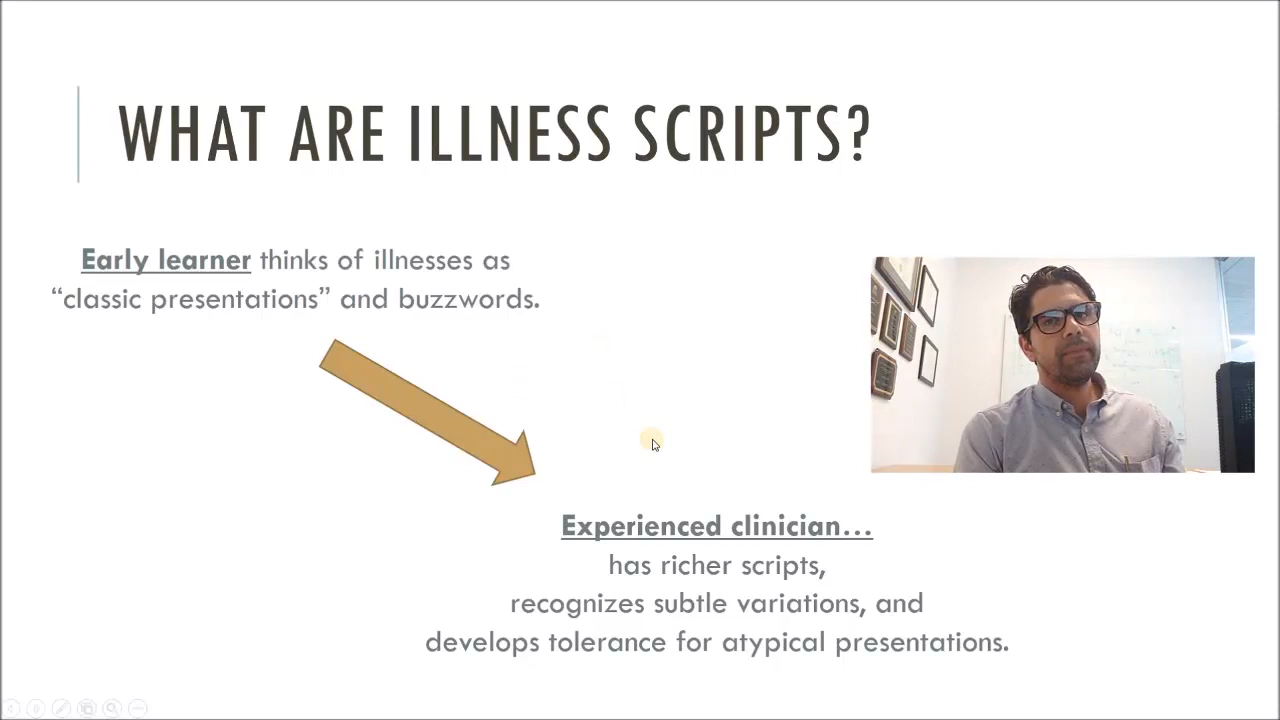 WHAT ARE ILLNESS SCRIPTS?
Early learner thinks of illnesses as
“classic presentations” and buzzwords.
Experienced clinician...
has richer scripts,
recognizes subtle variations, and
develops tolerance for atypical presentations.